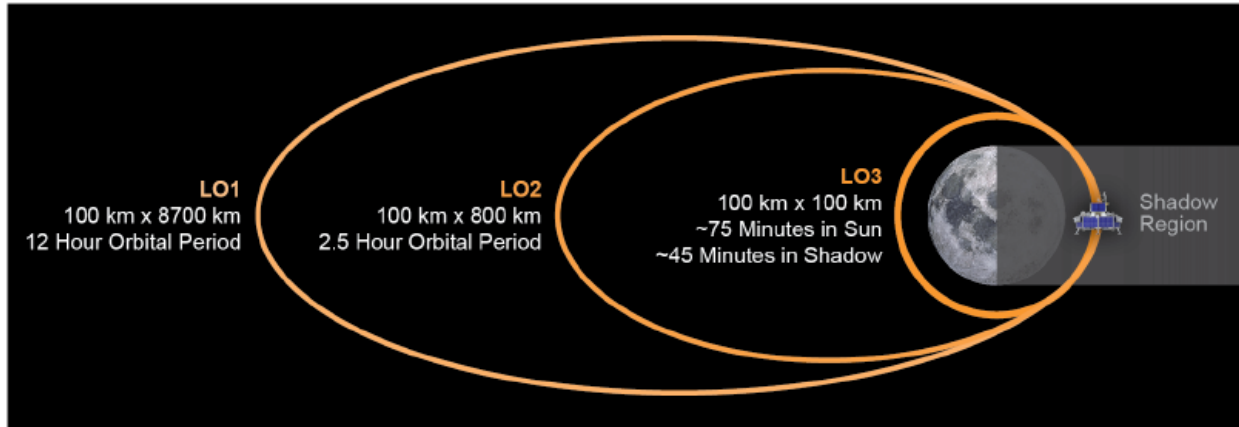 LO1
100 km x 8700 km
12 Hour Orbital Period
LO2
100 km x 800 km
2.5 Hour Orbital Period
LO3
100 km x 100 km
~75 Minutes in Sun
~45 Minutes in Shadow
Shadow
Region